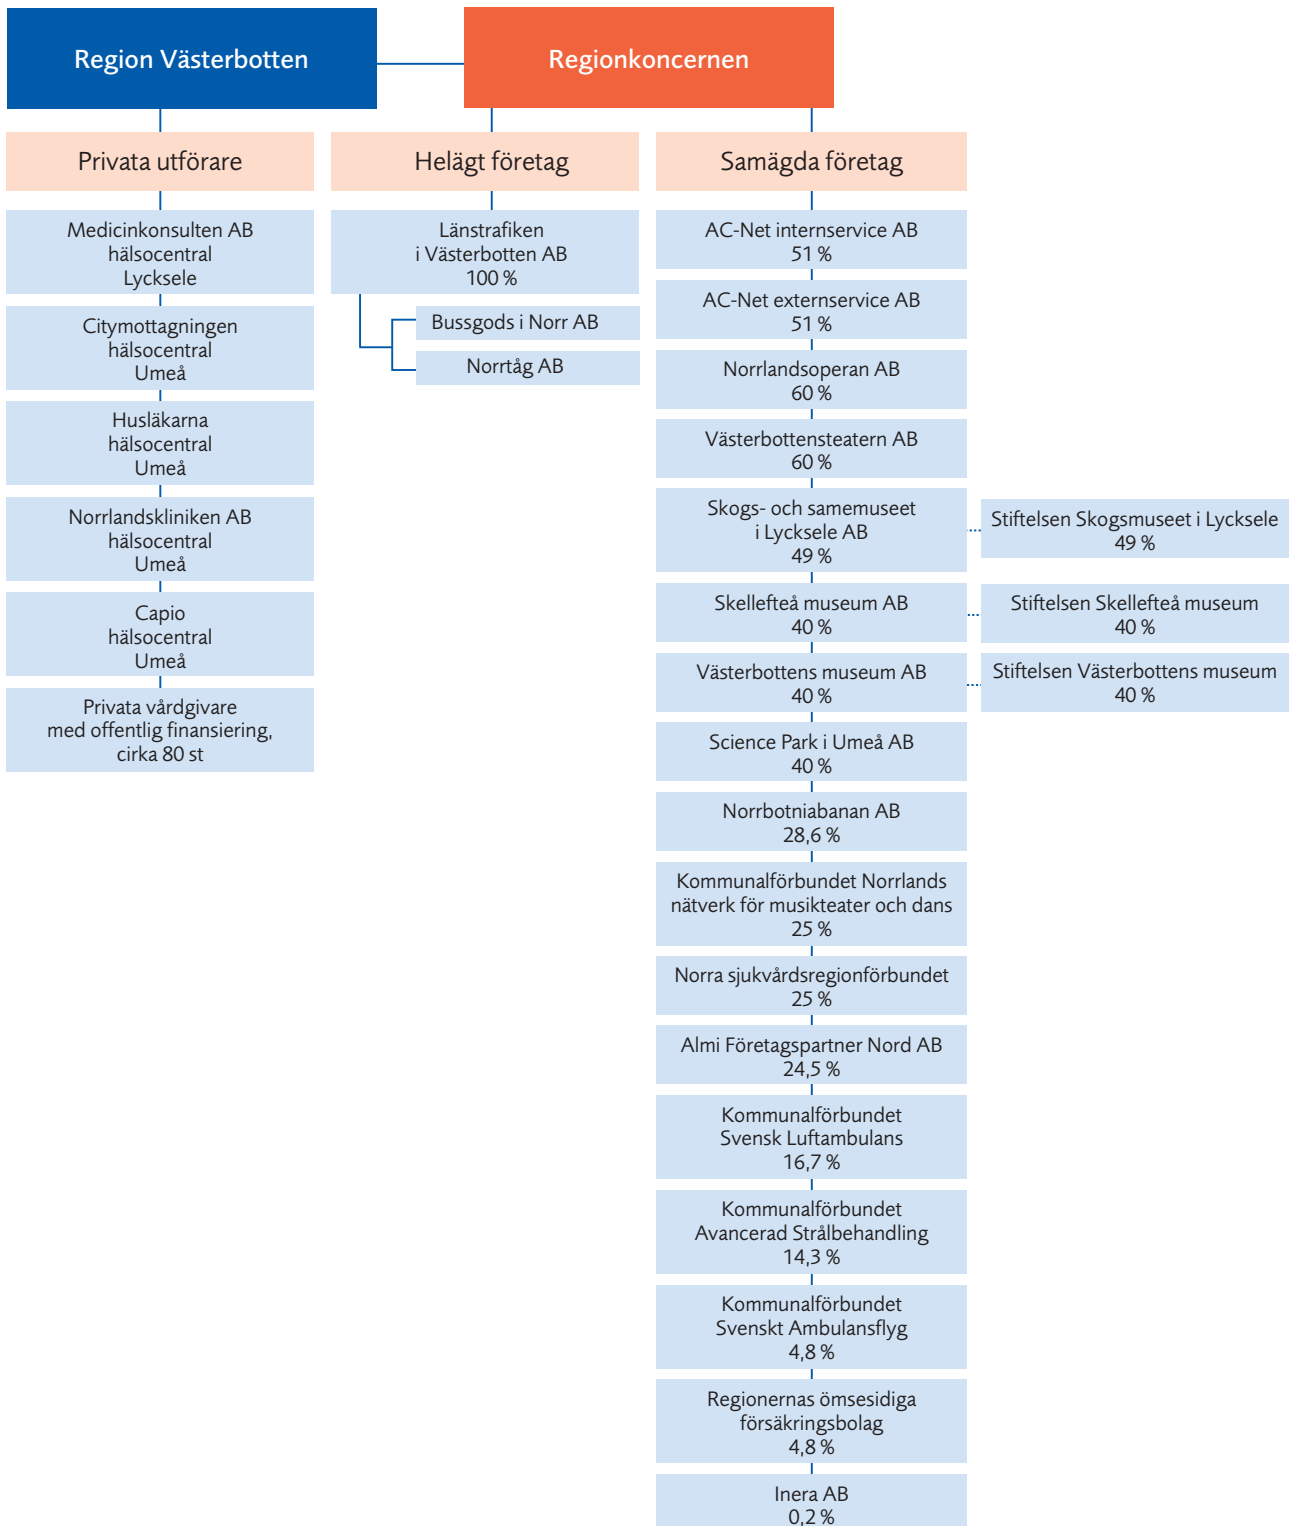 Region Västerbotten
Regionkoncernen
Privata utförare
Medicinkonsulten AB
hälsocentral
Lycksele
Citymottagningen
hälsocentral
Umeå
Husläkarna
hälsocentral
Umeå
Norrlandskliniken AB
hälsocentral
Umeå
Capio
hälsocentral
Umeå
Privata vårdgivare
med offentlig finansiering,
cirka 80 st
Helägt företag
Länstrafiken
i Västerbotten AB
100 %
Bussgods i Norr AB
Norrtåg AB
Samägda företag
AC-Net internservice AB
51 %
AC-Net externservice AB
51 %
Norrlandsoperan AB
60 %
Västerbottensteatern AB
60 %
Skogs- och samemuseet
i Lycksele AB
49 %
Stiftelsen Skogsmuseet i Lycksele
49 %
Skellefteå museum AB
40 %
Stiftelsen Skellefteå museum
40 %
Västerbottens museum AB
40 %
Stiftelsen Västerbottens museum
40 %
Science Park i Umeå AB
40 %
Norrbotniabanan AB
28,6 %
Kommunalförbundet Norrlands
nätverk för musikteater och dans
25 %
Norra sjukvårdsregionförbundet
25 %
Almi Företagspartner Nord AB
24,5 %
Kommunalförbundet
Svensk Luftambulans
16,7 %
Kommunalförbundet
Avancerad Strålbehandling
14,3 %
Kommunalförbundet
Svenskt Ambulansflyg
4,8 %
Regionernas ömsesidiga
försäkringsbolag
4,8 %
Inera AB
0,2 %